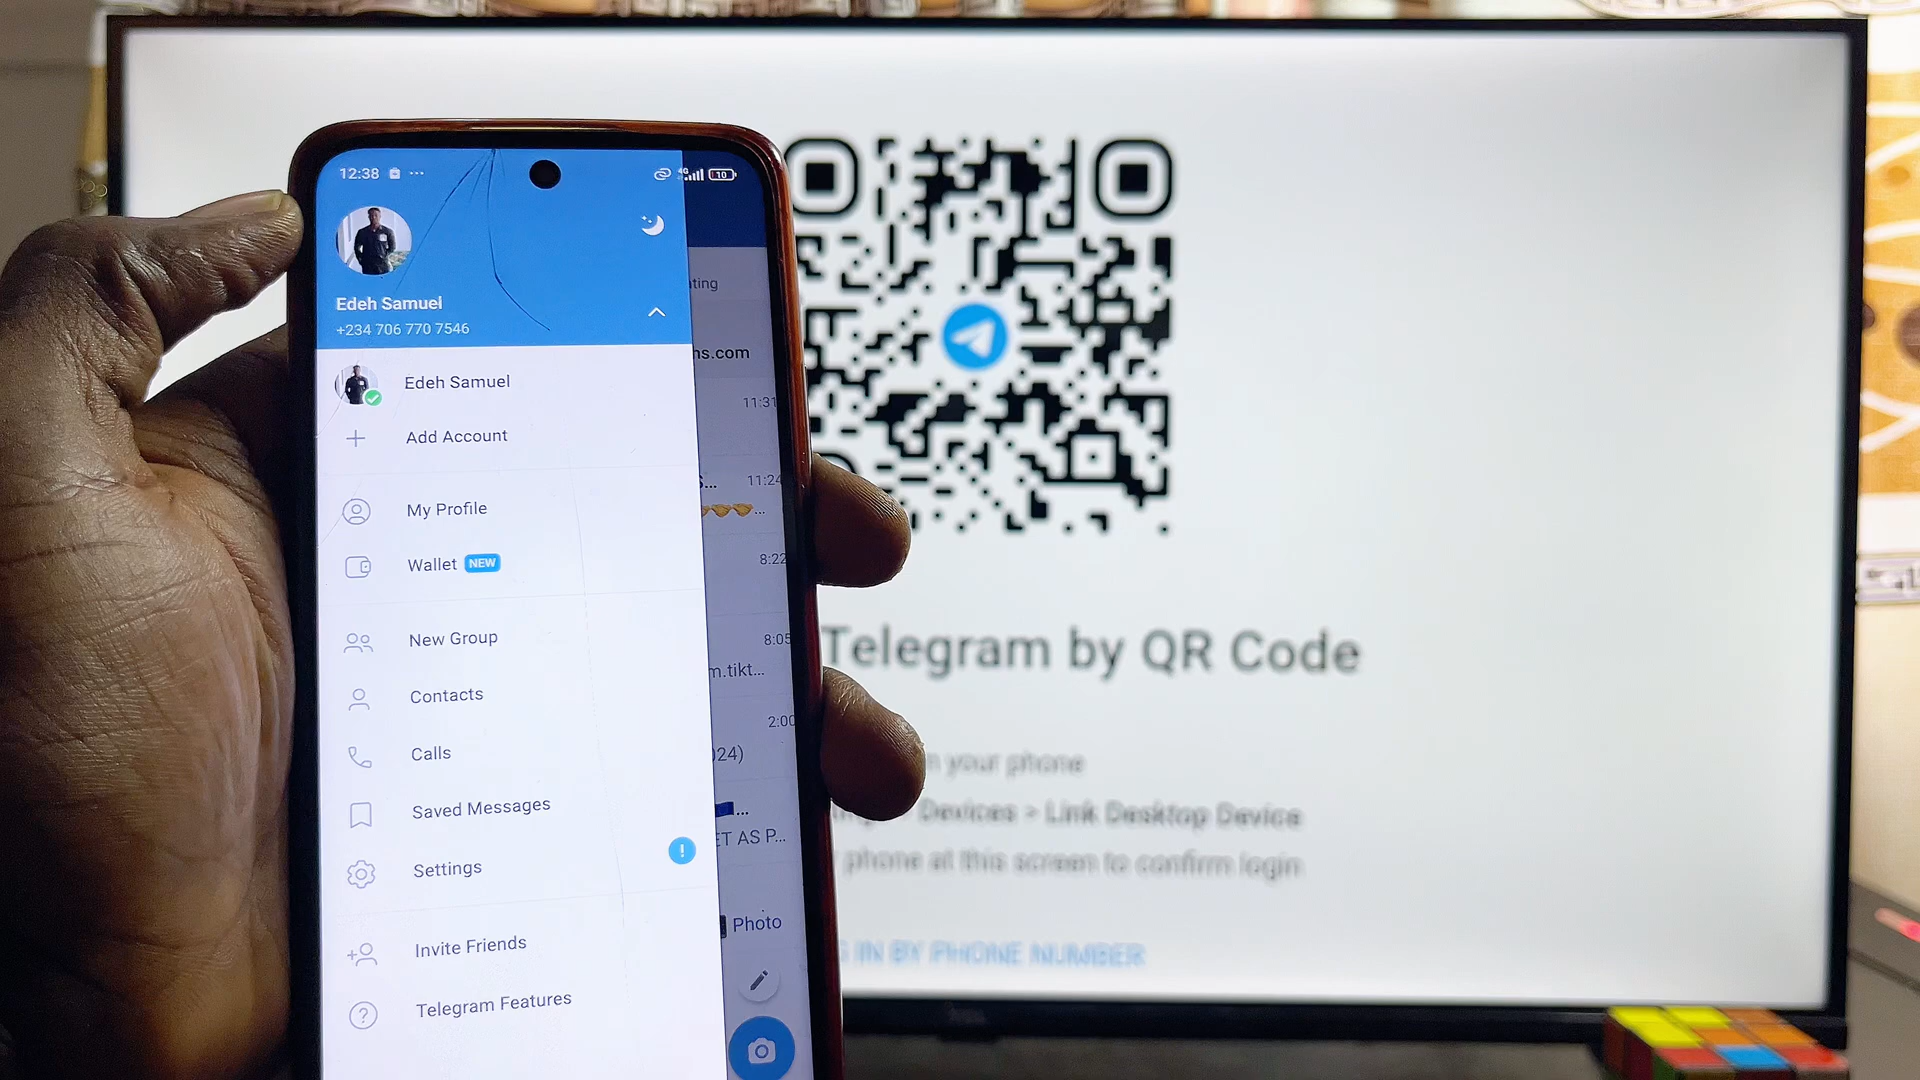 12:38
4G
10
Edeh Samuel
+234 706 770 7546
Edeh Samuel
Add Account
My Profile
Wallet NEW
New Group
Contacts
Calls
Saved Messages
Settings
!
Invite Friends
Telegram Features
?
ns.com
11:31
S... 11:24
...
8:22
8:05
m.tikt...
2:00
24)
...
ET AS P...
Photo
Telegram by QR Code
your phone
Devices > Link Desktop Device
phone at this screen to confirm login
IN BY PHONE NUMBER